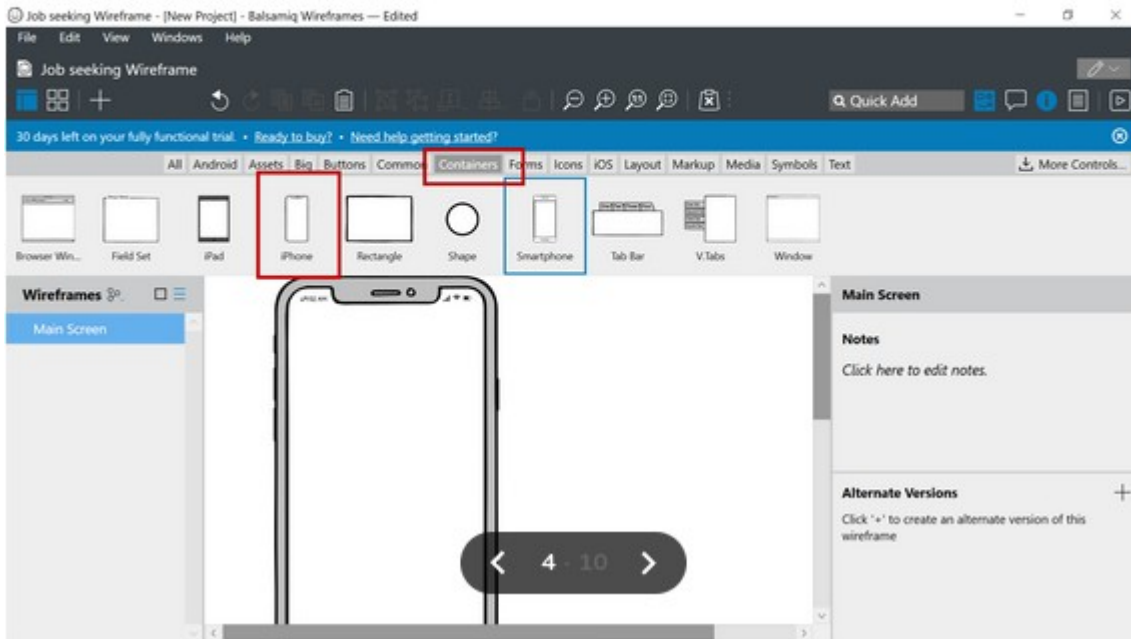 Job seeking Wireframe - [New Project] - Balsamiq Wireframes — Edited
File Edit View Windows Help
Job seeking Wireframe
Quick Add
30 days left on your fully functional trial. • Ready to buy? • Need help getting started?
All Android Assets Big Buttons Common Containers Forms Icons iOS Layout Markup Media Symbols Text More Controls...
Browser Win... Field Set iPad iPhone Rectangle Shape Smartphone Tab Bar V.Tabs Window
Wireframes
Main Screen
Main Screen
Notes
Click here to edit notes.
Alternate Versions
Click '+' to create an alternate version of this
wireframe
4 · 10